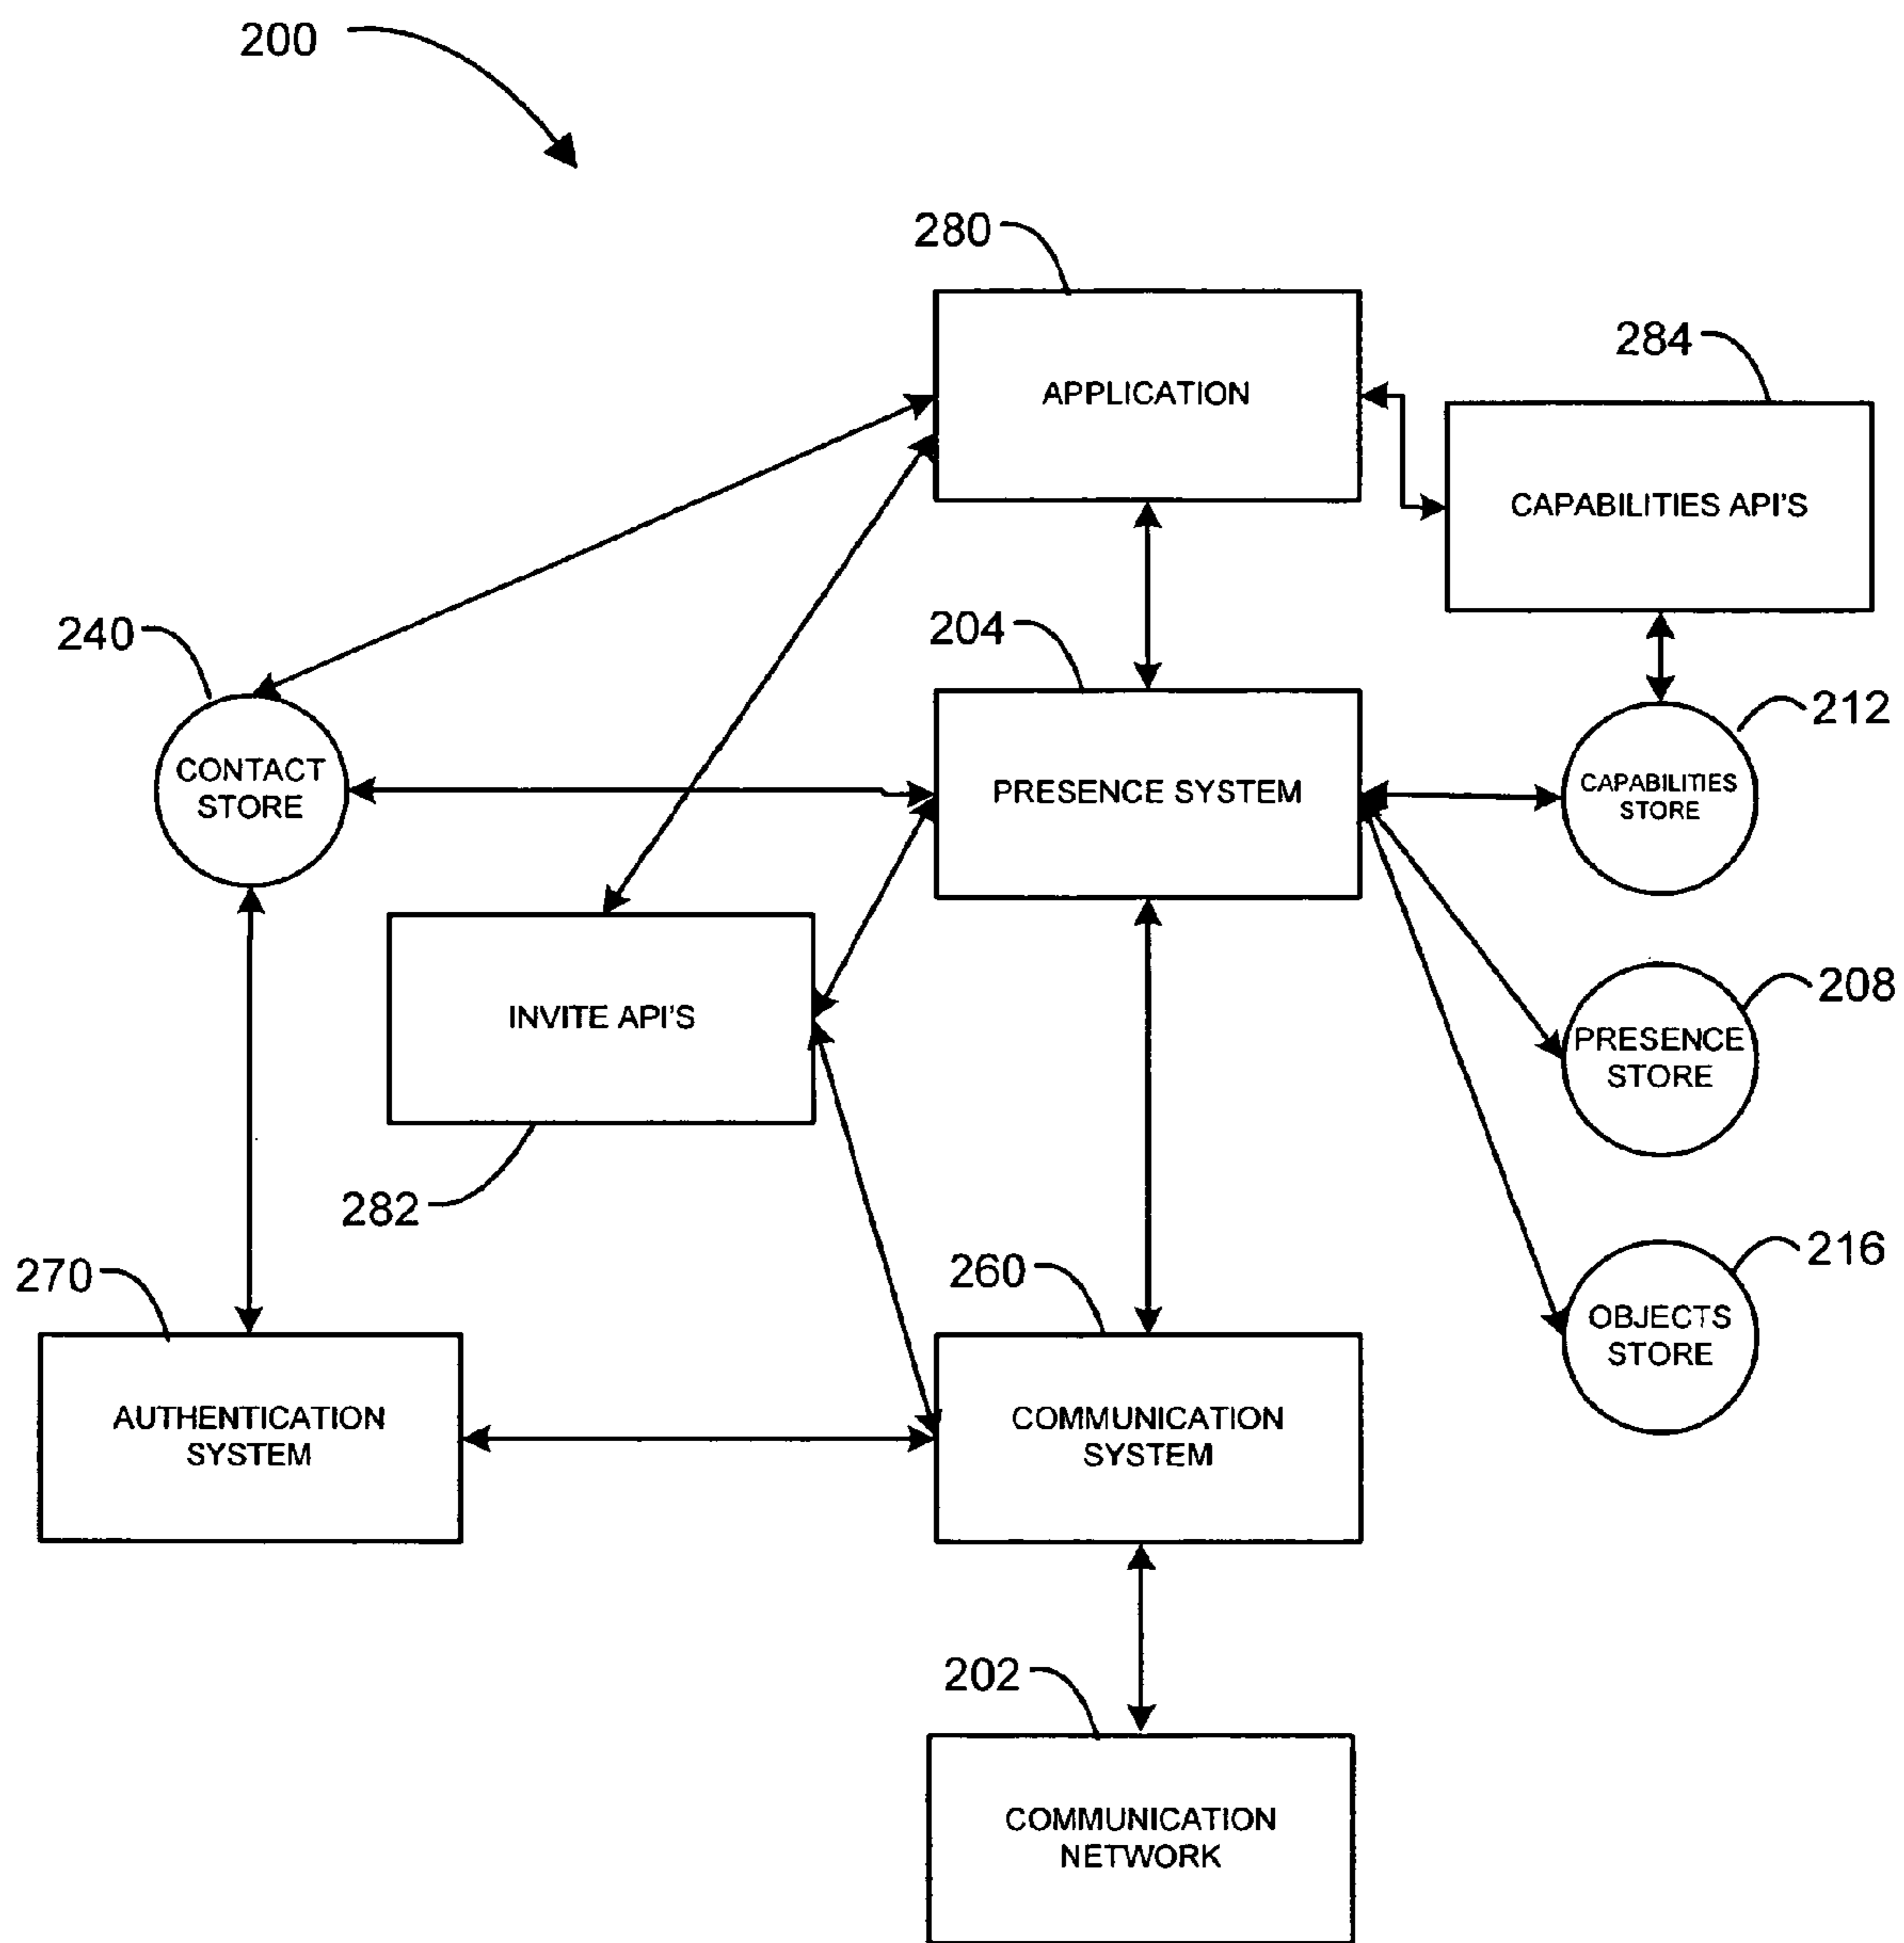 200
280
APPLICATION
284
CAPABILITIES API'S
240
CONTACT
STORE
204
PRESENCE SYSTEM
212
CAPABILITIES
STORE
INVITE API'S
282
208
PRESENCE
STORE
270
AUTHENTICATION
SYSTEM
260
COMMUNICATION
SYSTEM
216
OBJECTS
STORE
202
COMMUNICATION
NETWORK